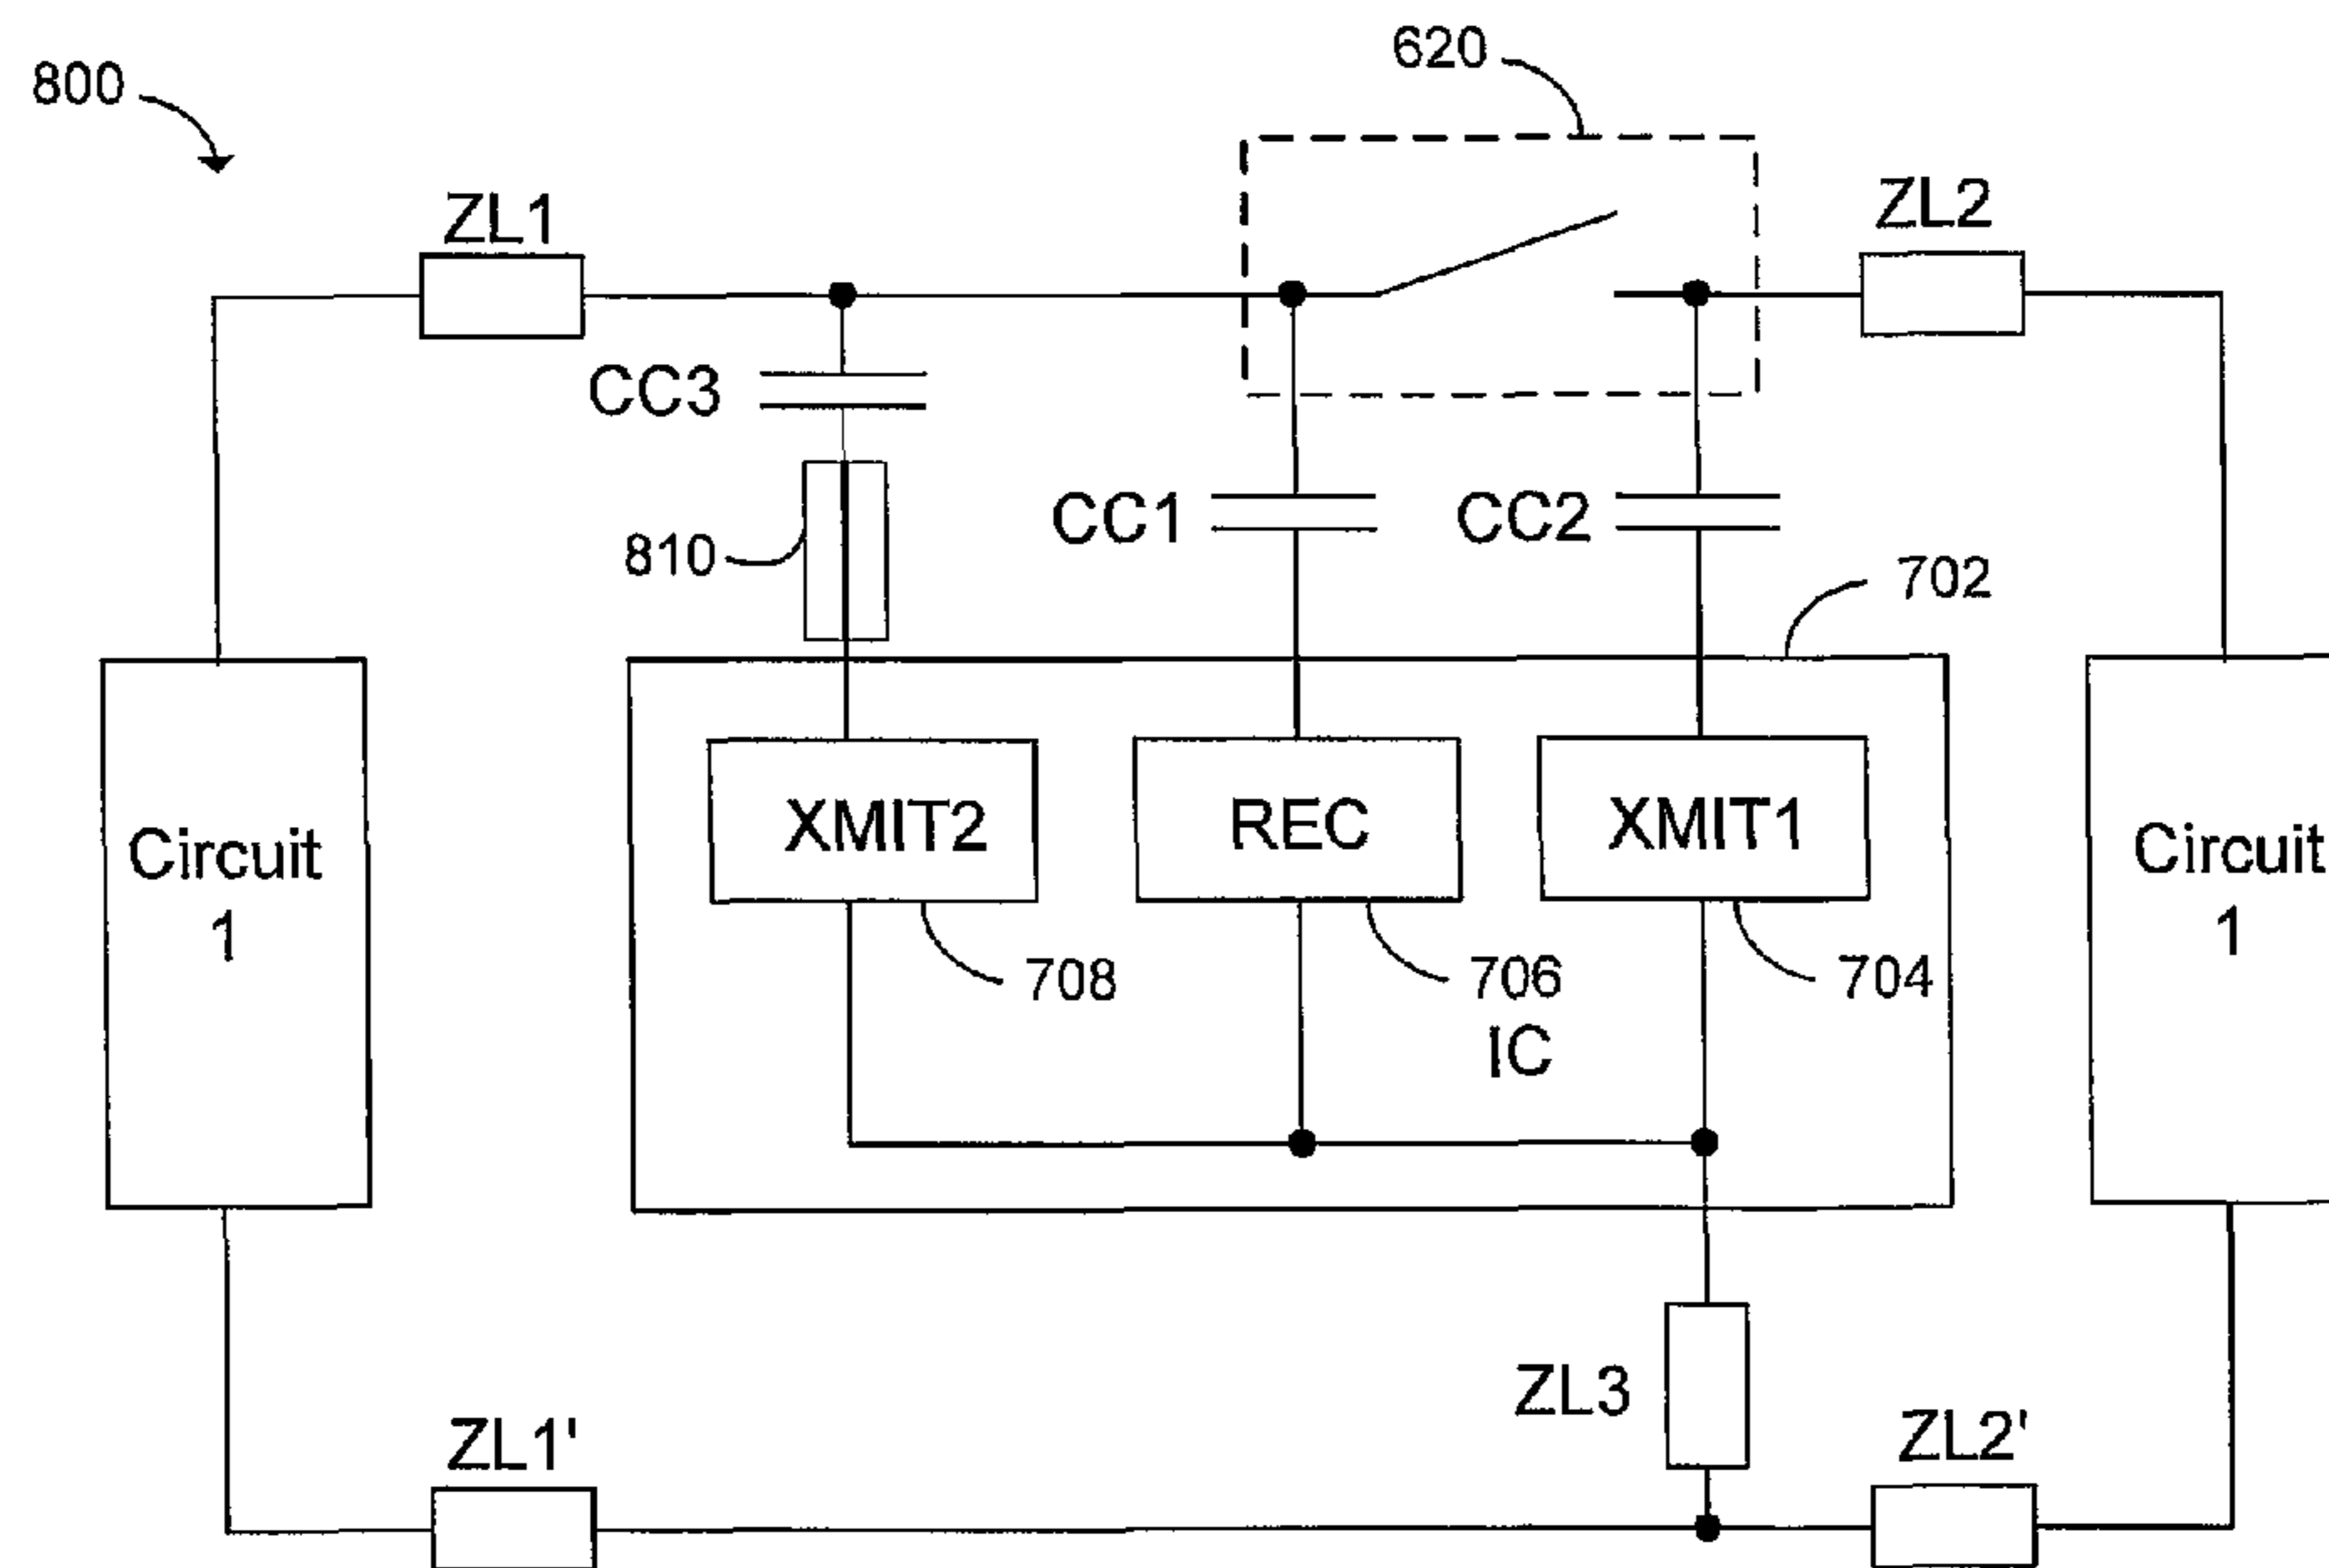 620
800
ZL1
ZL2
CC3
CC1
CC2
810
702
XMIT2
REC
XMIT1
Circuit
1
Circuit
1
708
706
704
IC
ZL3
ZL1'
ZL2'